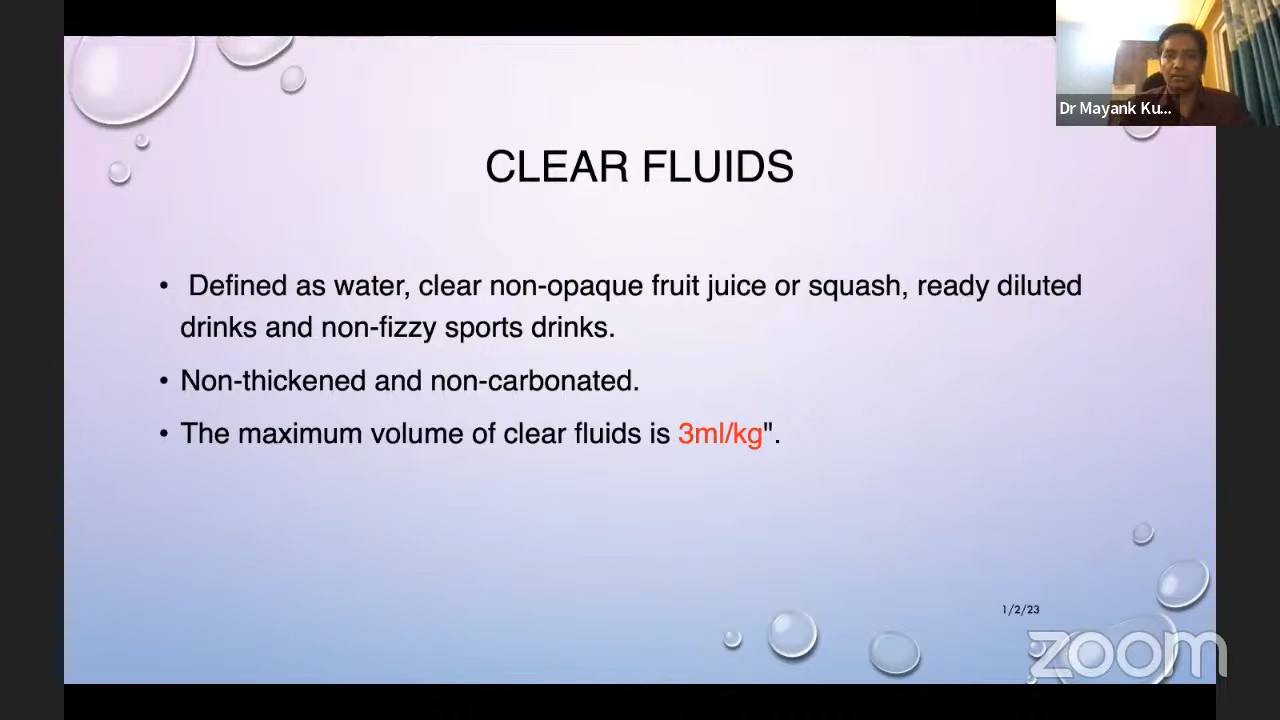 Dr Mayank Ku...
CLEAR FLUIDS
• Defined as water, clear non-opaque fruit juice or squash, ready diluted
drinks and non-fizzy sports drinks.
• Non-thickened and non-carbonated.
• The maximum volume of clear fluids is 3ml/kg".
1/2/23
zoom